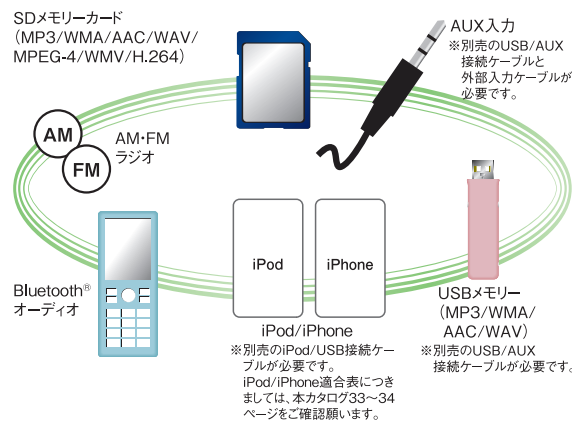 SDメモリーカード
(MP3/WMA/AAC/WAV/
MPEG-4/WMV/H.264)
AUX入力
※別売のUSB/AUX
接続ケーブルと
外部入力ケーブルが
必要です。
AM
FM
AM・FM
ラジオ
Bluetooth®
オーディオ
iPod
iPhone
iPod/iPhone
※別売のiPod/USB接続ケー
ブルが必要です。
iPod/iPhone適合表につき
ましては、本カタログ33〜34
ページをご確認願います。
USBメモリー
(MP3/WMA/
AAC/WAV)
※別売のUSB/AUX
接続ケーブルが必要です。